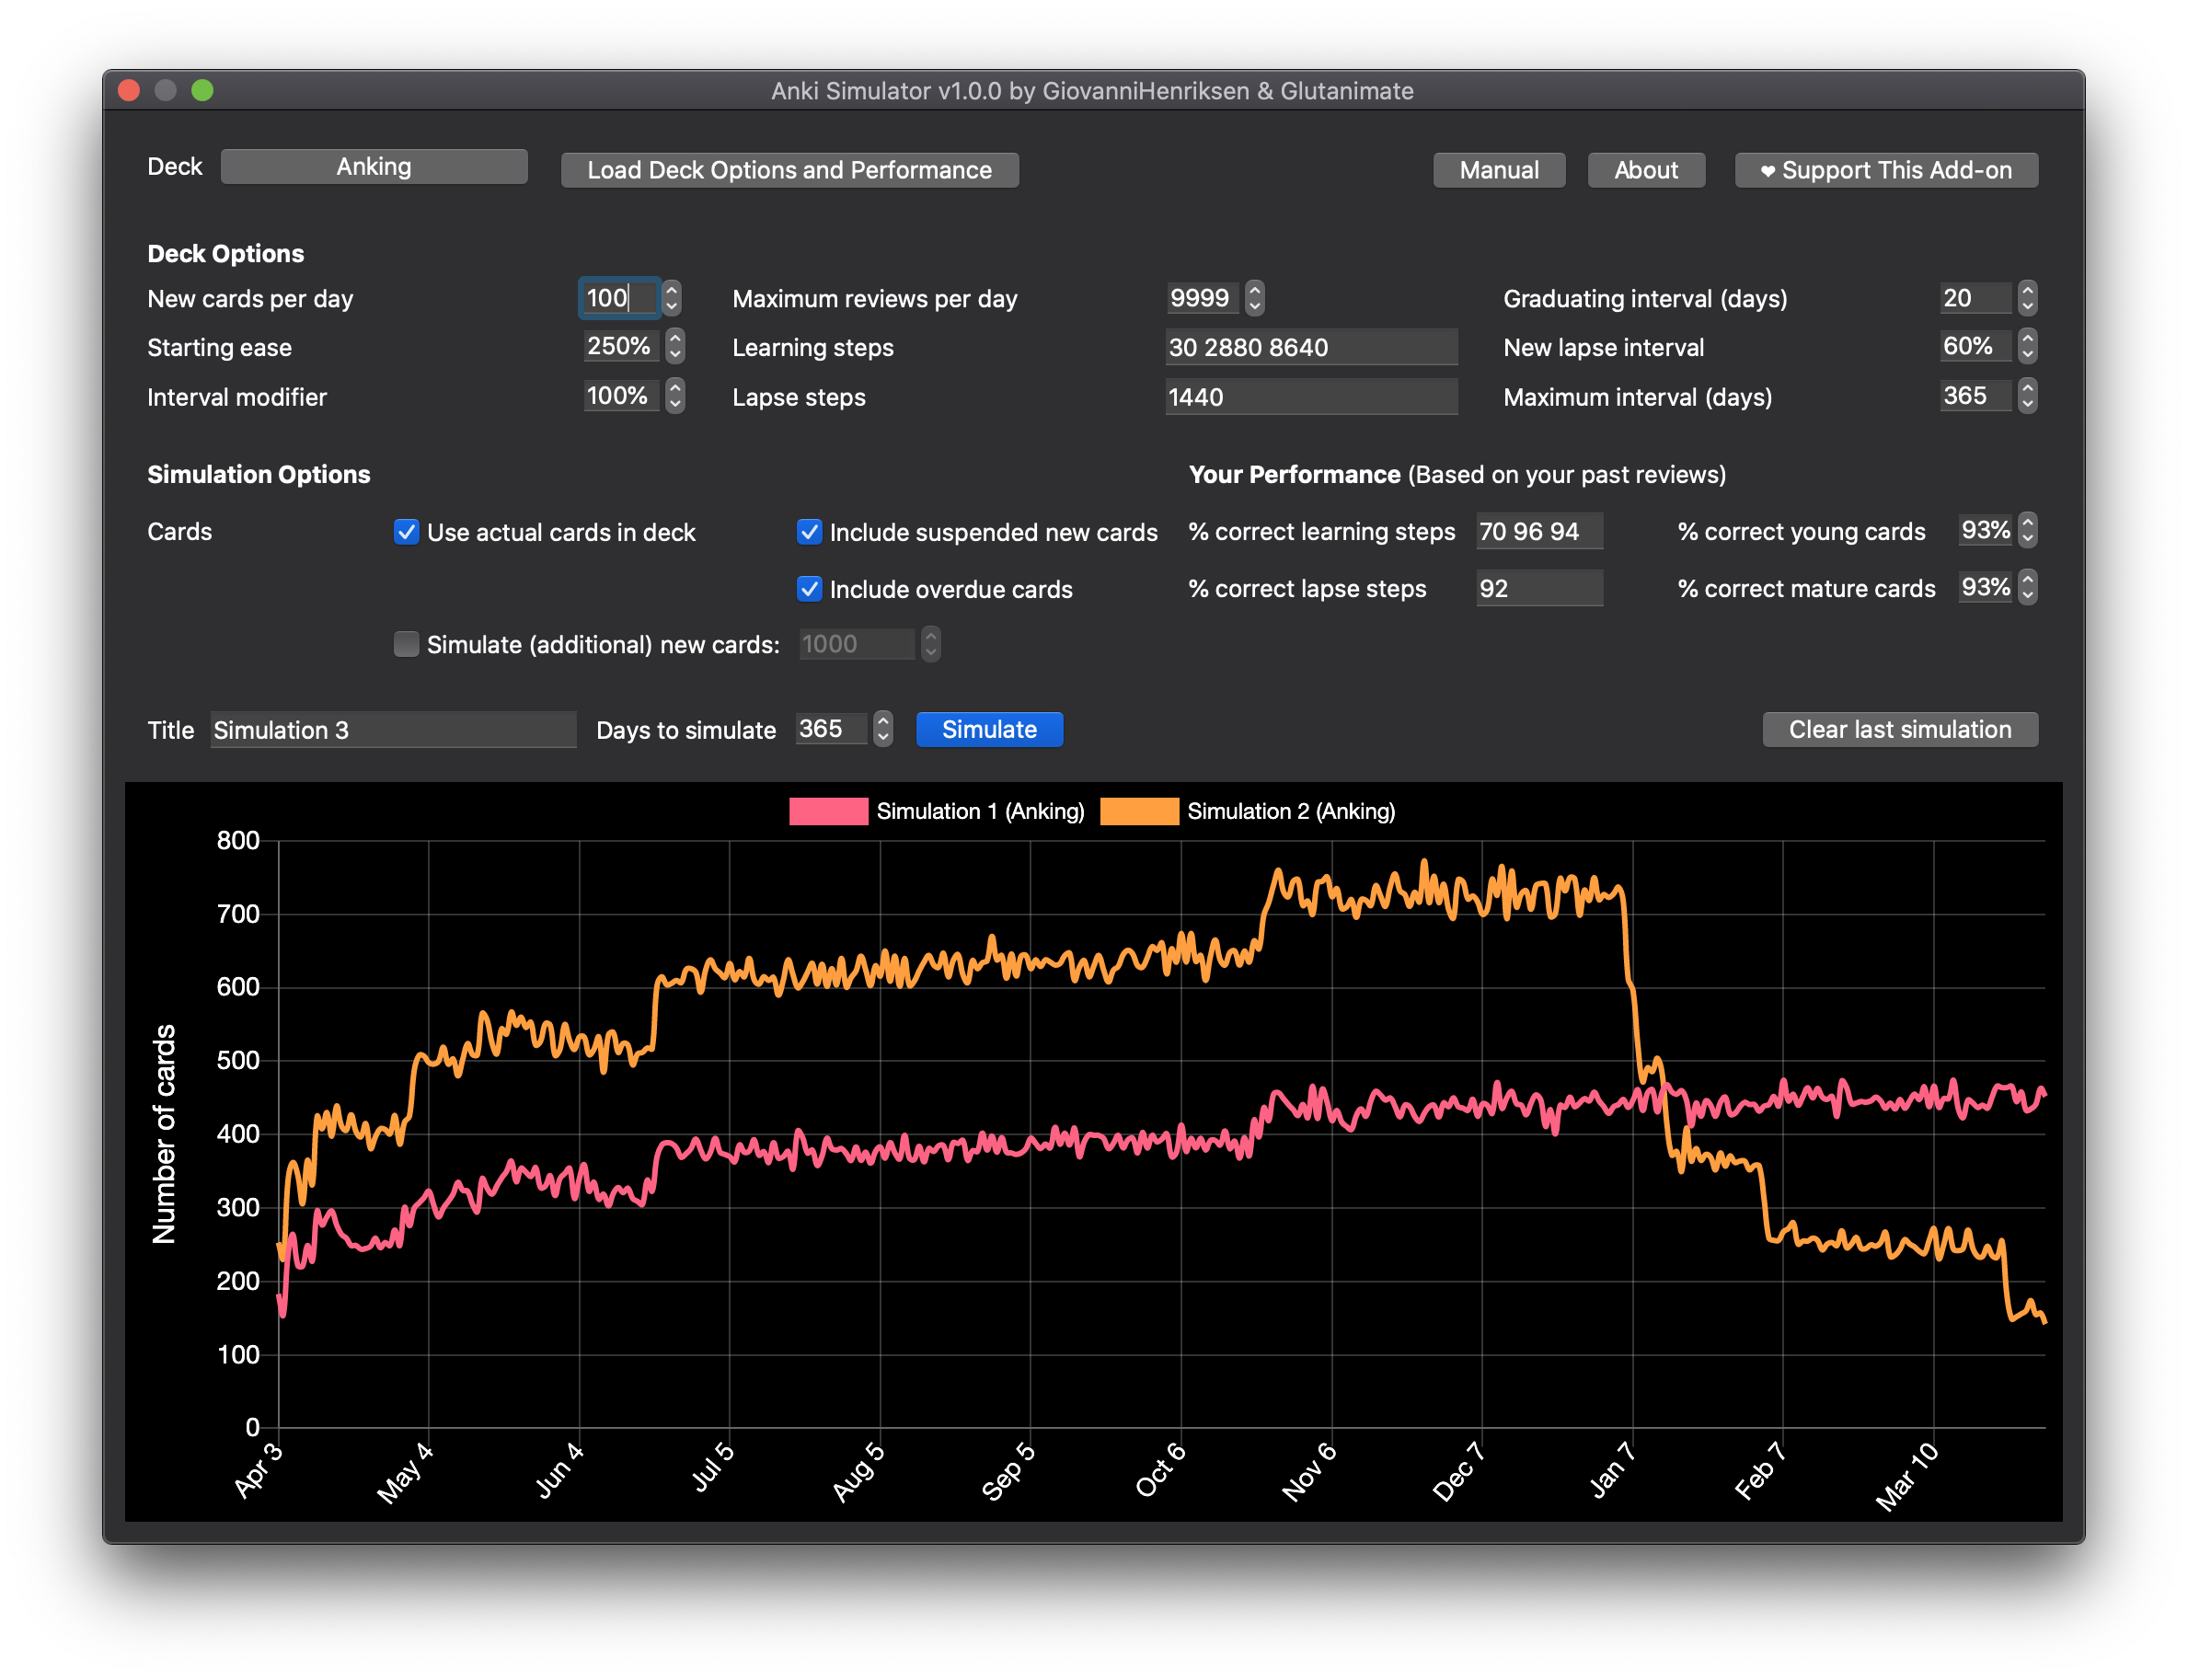 Anki Simulator v1.0.0 by GiovanniHenriksen & Glutanimate
Deck Anking Load Deck Options and Performance Manual About ❤ Support This Add-on
Deck Options
New cards per day 100 Maximum reviews per day 9999 Graduating interval (days) 20
Starting ease 250% Learning steps 30 2880 8640 New lapse interval 60%
Interval modifier 100% Lapse steps 1440 Maximum interval (days) 365
Simulation Options Your Performance (Based on your past reviews)
Cards Use actual cards in deck Include suspended new cards % correct learning steps 70 96 94 % correct young cards 93%
Include overdue cards % correct lapse steps 92 % correct mature cards 93%
Simulate (additional) new cards: 1000
Title Simulation 3 Days to simulate 365 Simulate Clear last simulation
Simulation 1 (Anking) Simulation 2 (Anking)
Number of cards
800
700
600
500
400
300
200
100
0
Apr 3 May 4 Jun 4 Jul 5 Aug 5 Sep 5 Oct 6 Nov 6 Dec 7 Jan 7 Feb 7 Mar 10